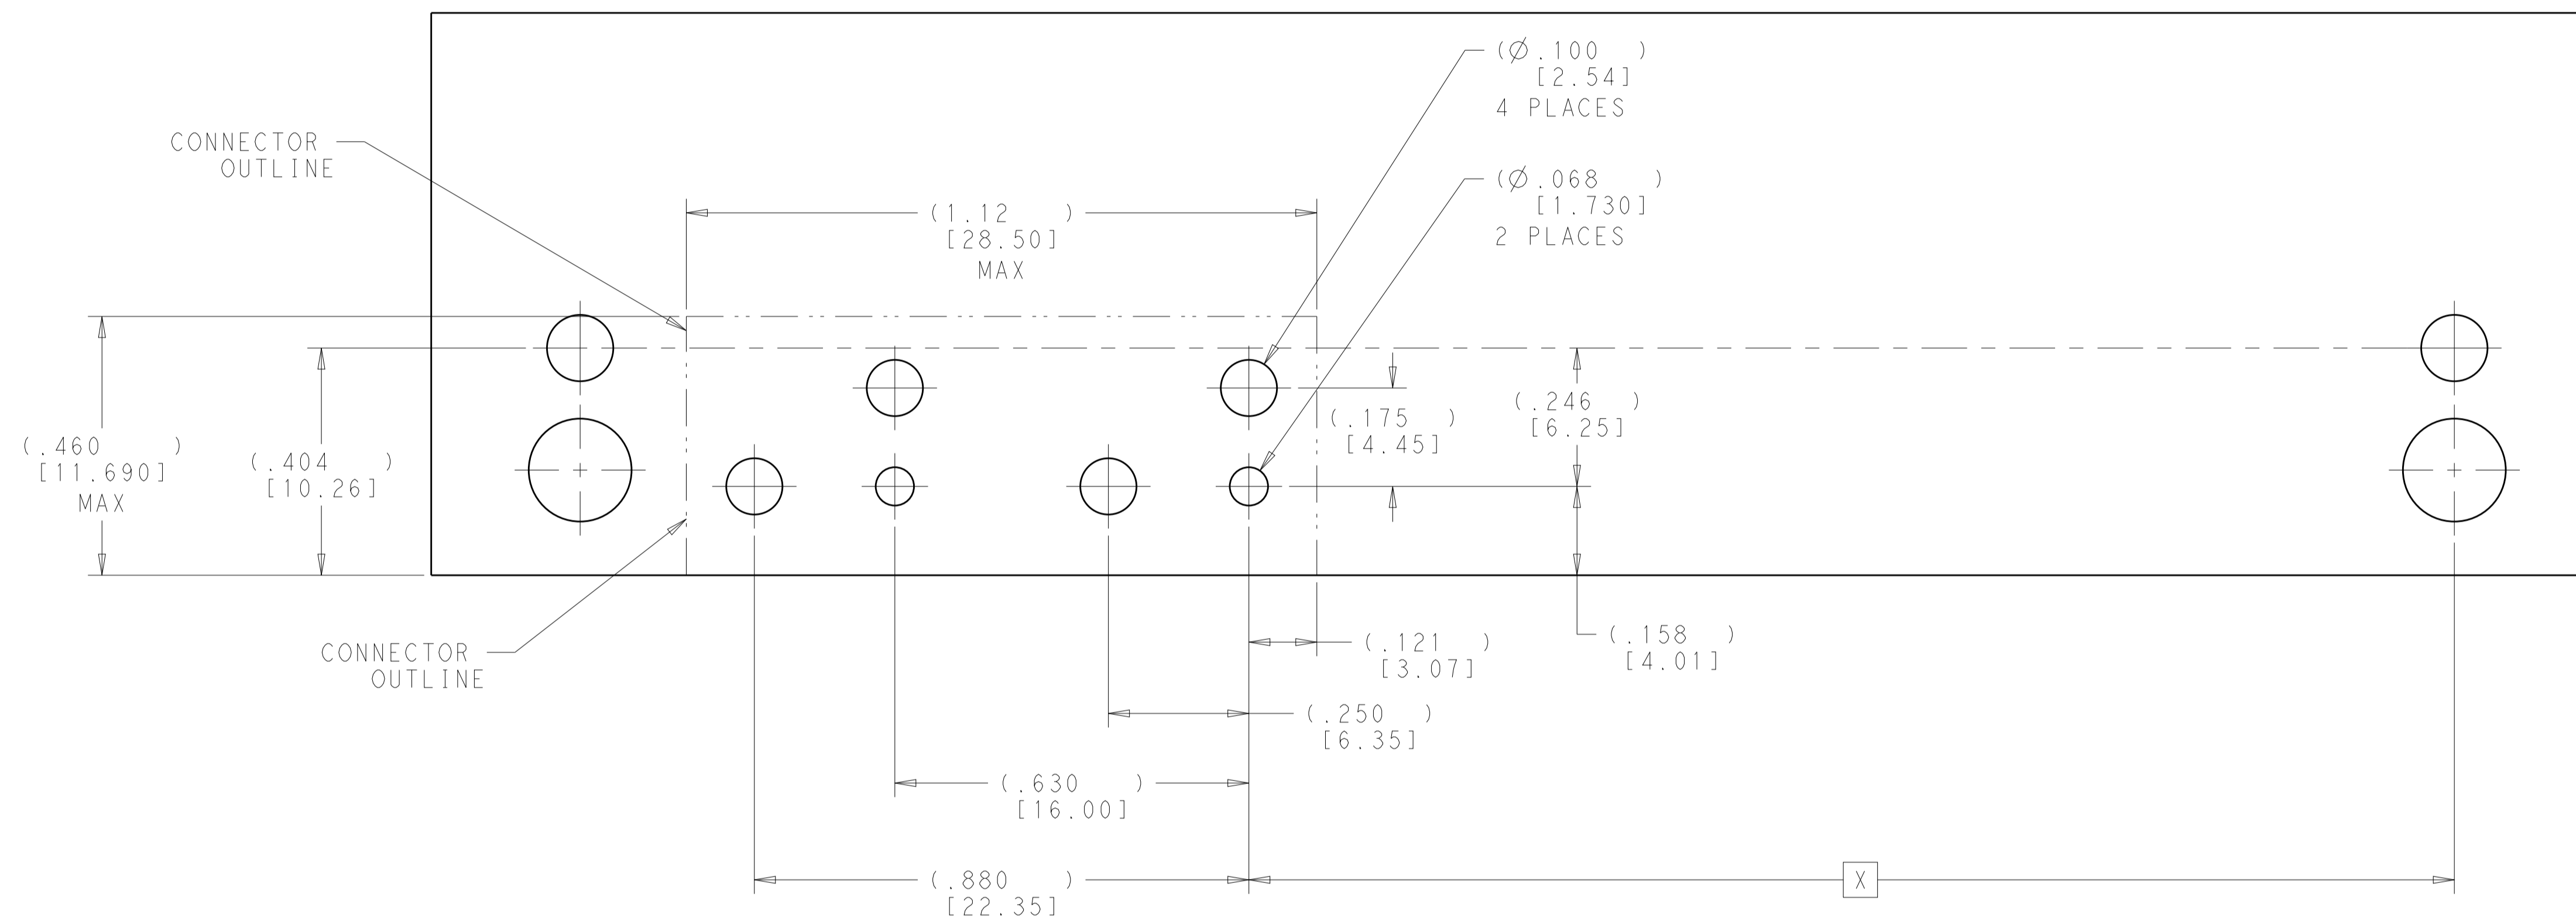 (Ø.100 )
[2.54]
4 PLACES
CONNECTOR
OUTLINE
(Ø.068 )
[1.730]
2 PLACES
(1.12 )
[28.50]
MAX
(.460 )
[11.690]
MAX
(.404 )
[10.26]
(.175 )
[4.45]
(.246 )
[6.25]
CONNECTOR
OUTLINE
(.121 )
[3.07]
(.158 )
[4.01]
(.250 )
[6.35]
(.630 )
[16.00]
(.880 )
[22.35]
X